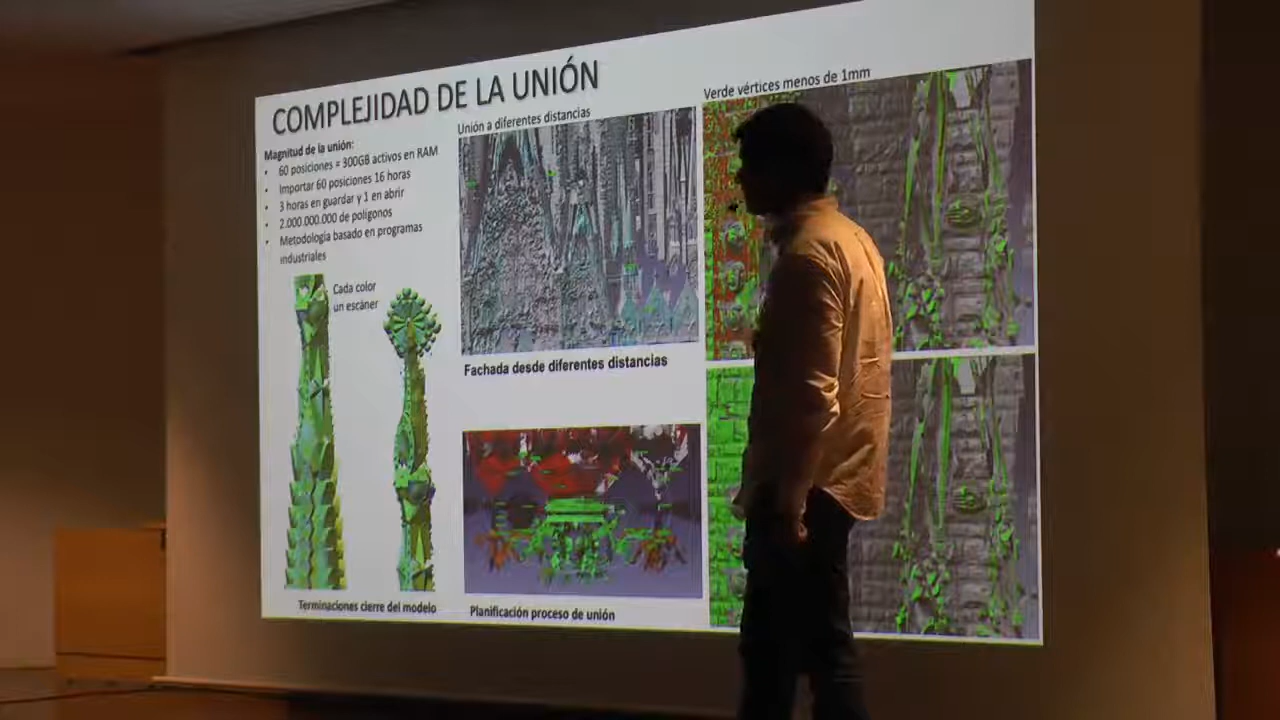 COMPLEJIDAD DE LA UNIÓN
Magnitud de la unión:
• 60 posiciones = 300GB activos en RAM
• Importar 60 posiciones 16 horas
• 3 horas en guardar y 1 en abrir
• 2.000.000.000 de polígonos
• Metodología basado en programas
industriales
Cada color
un escáner
Terminaciones cierre del modelo
Unión a diferentes distancias
Fachada desde diferentes distancias
Planificación proceso de unión
Verde vértices menos de 1mm